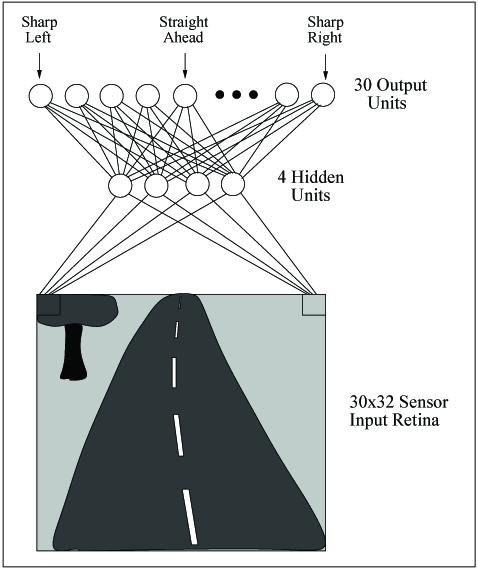 Sharp
Left
Straight
Ahead
Sharp
Right
30 Output
Units
4 Hidden
Units
30x32 Sensor
Input Retina